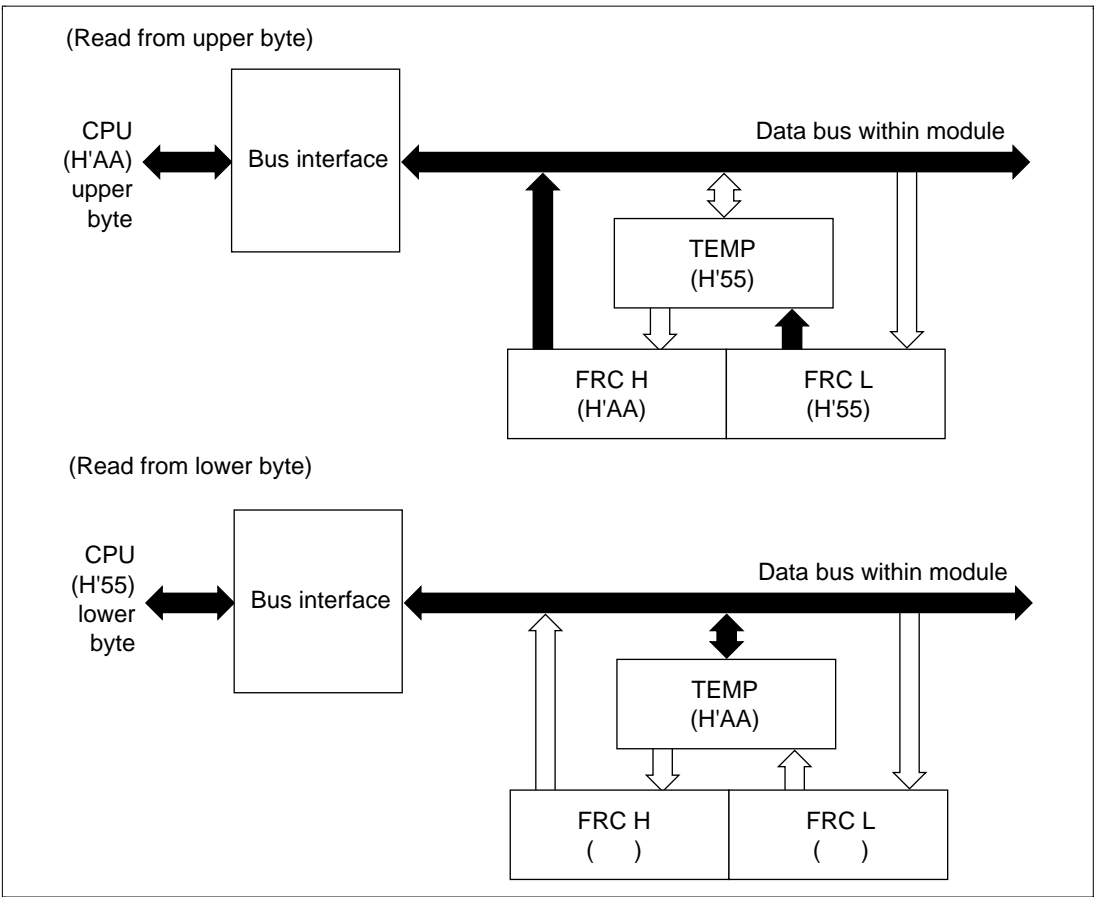 (Read from upper byte)
CPU
(H'AA)
upper
byte
Bus interface
Data bus within module
TEMP
(H'55)
FRC H
(H'AA)
FRC L
(H'55)
(Read from lower byte)
CPU
(H'55)
lower
byte
Bus interface
Data bus within module
TEMP
(H'AA)
FRC H
( )
FRC L
( )